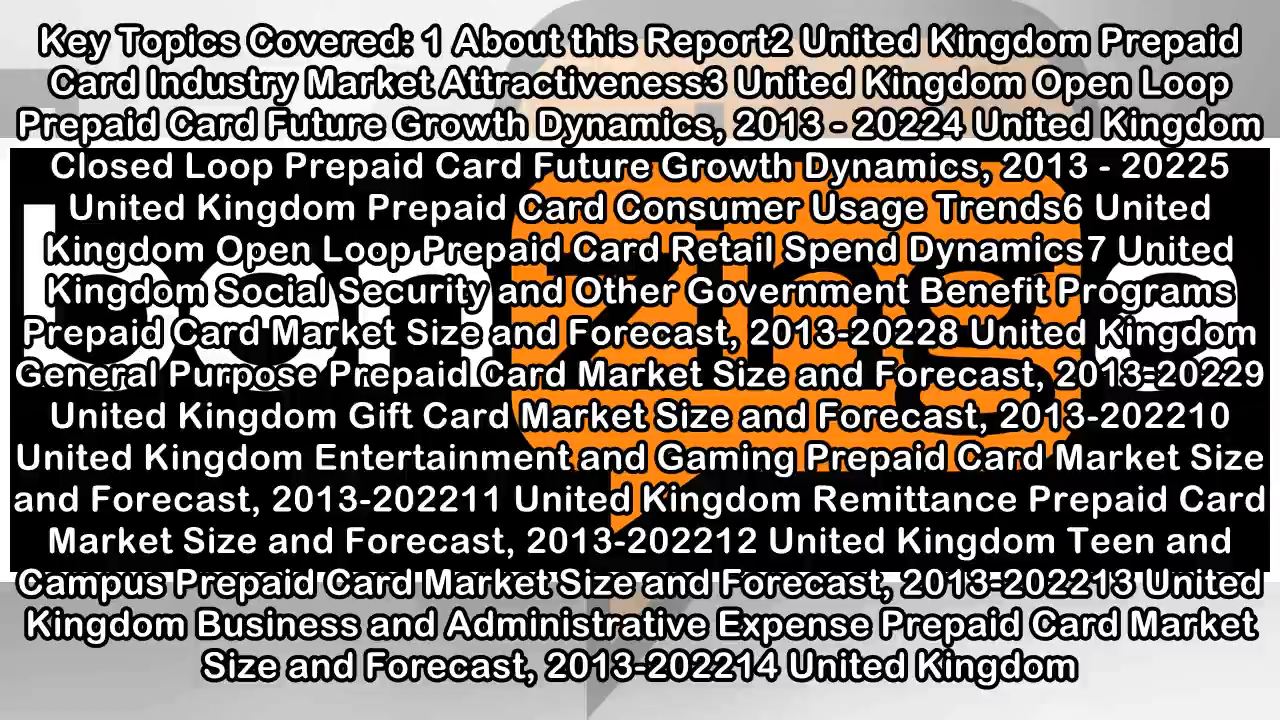 Key Topics Covered: 1 About this Report2 United Kingdom Prepaid
Card Industry Market Attractiveness3 United Kingdom Open Loop
Prepaid Card Future Growth Dynamics, 2013 - 20224 United Kingdom
Closed Loop Prepaid Card Future Growth Dynamics, 2013 - 20225
United Kingdom Prepaid Card Consumer Usage Trends6 United
Kingdom Open Loop Prepaid Card Retail Spend Dynamics7 United
Kingdom Social Security and Other Government Benefit Programs
Prepaid Card Market Size and Forecast, 2013-20228 United Kingdom
General Purpose Prepaid Card Market Size and Forecast, 2013-20229
United Kingdom Gift Card Market Size and Forecast, 2013-202210
United Kingdom Entertainment and Gaming Prepaid Card Market Size
and Forecast, 2013-202211 United Kingdom Remittance Prepaid Card
Market Size and Forecast, 2013-202212 United Kingdom Teen and
Campus Prepaid Card Market Size and Forecast, 2013-202213 United
Kingdom Business and Administrative Expense Prepaid Card Market
Size and Forecast, 2013-202214 United Kingdom
benzinga